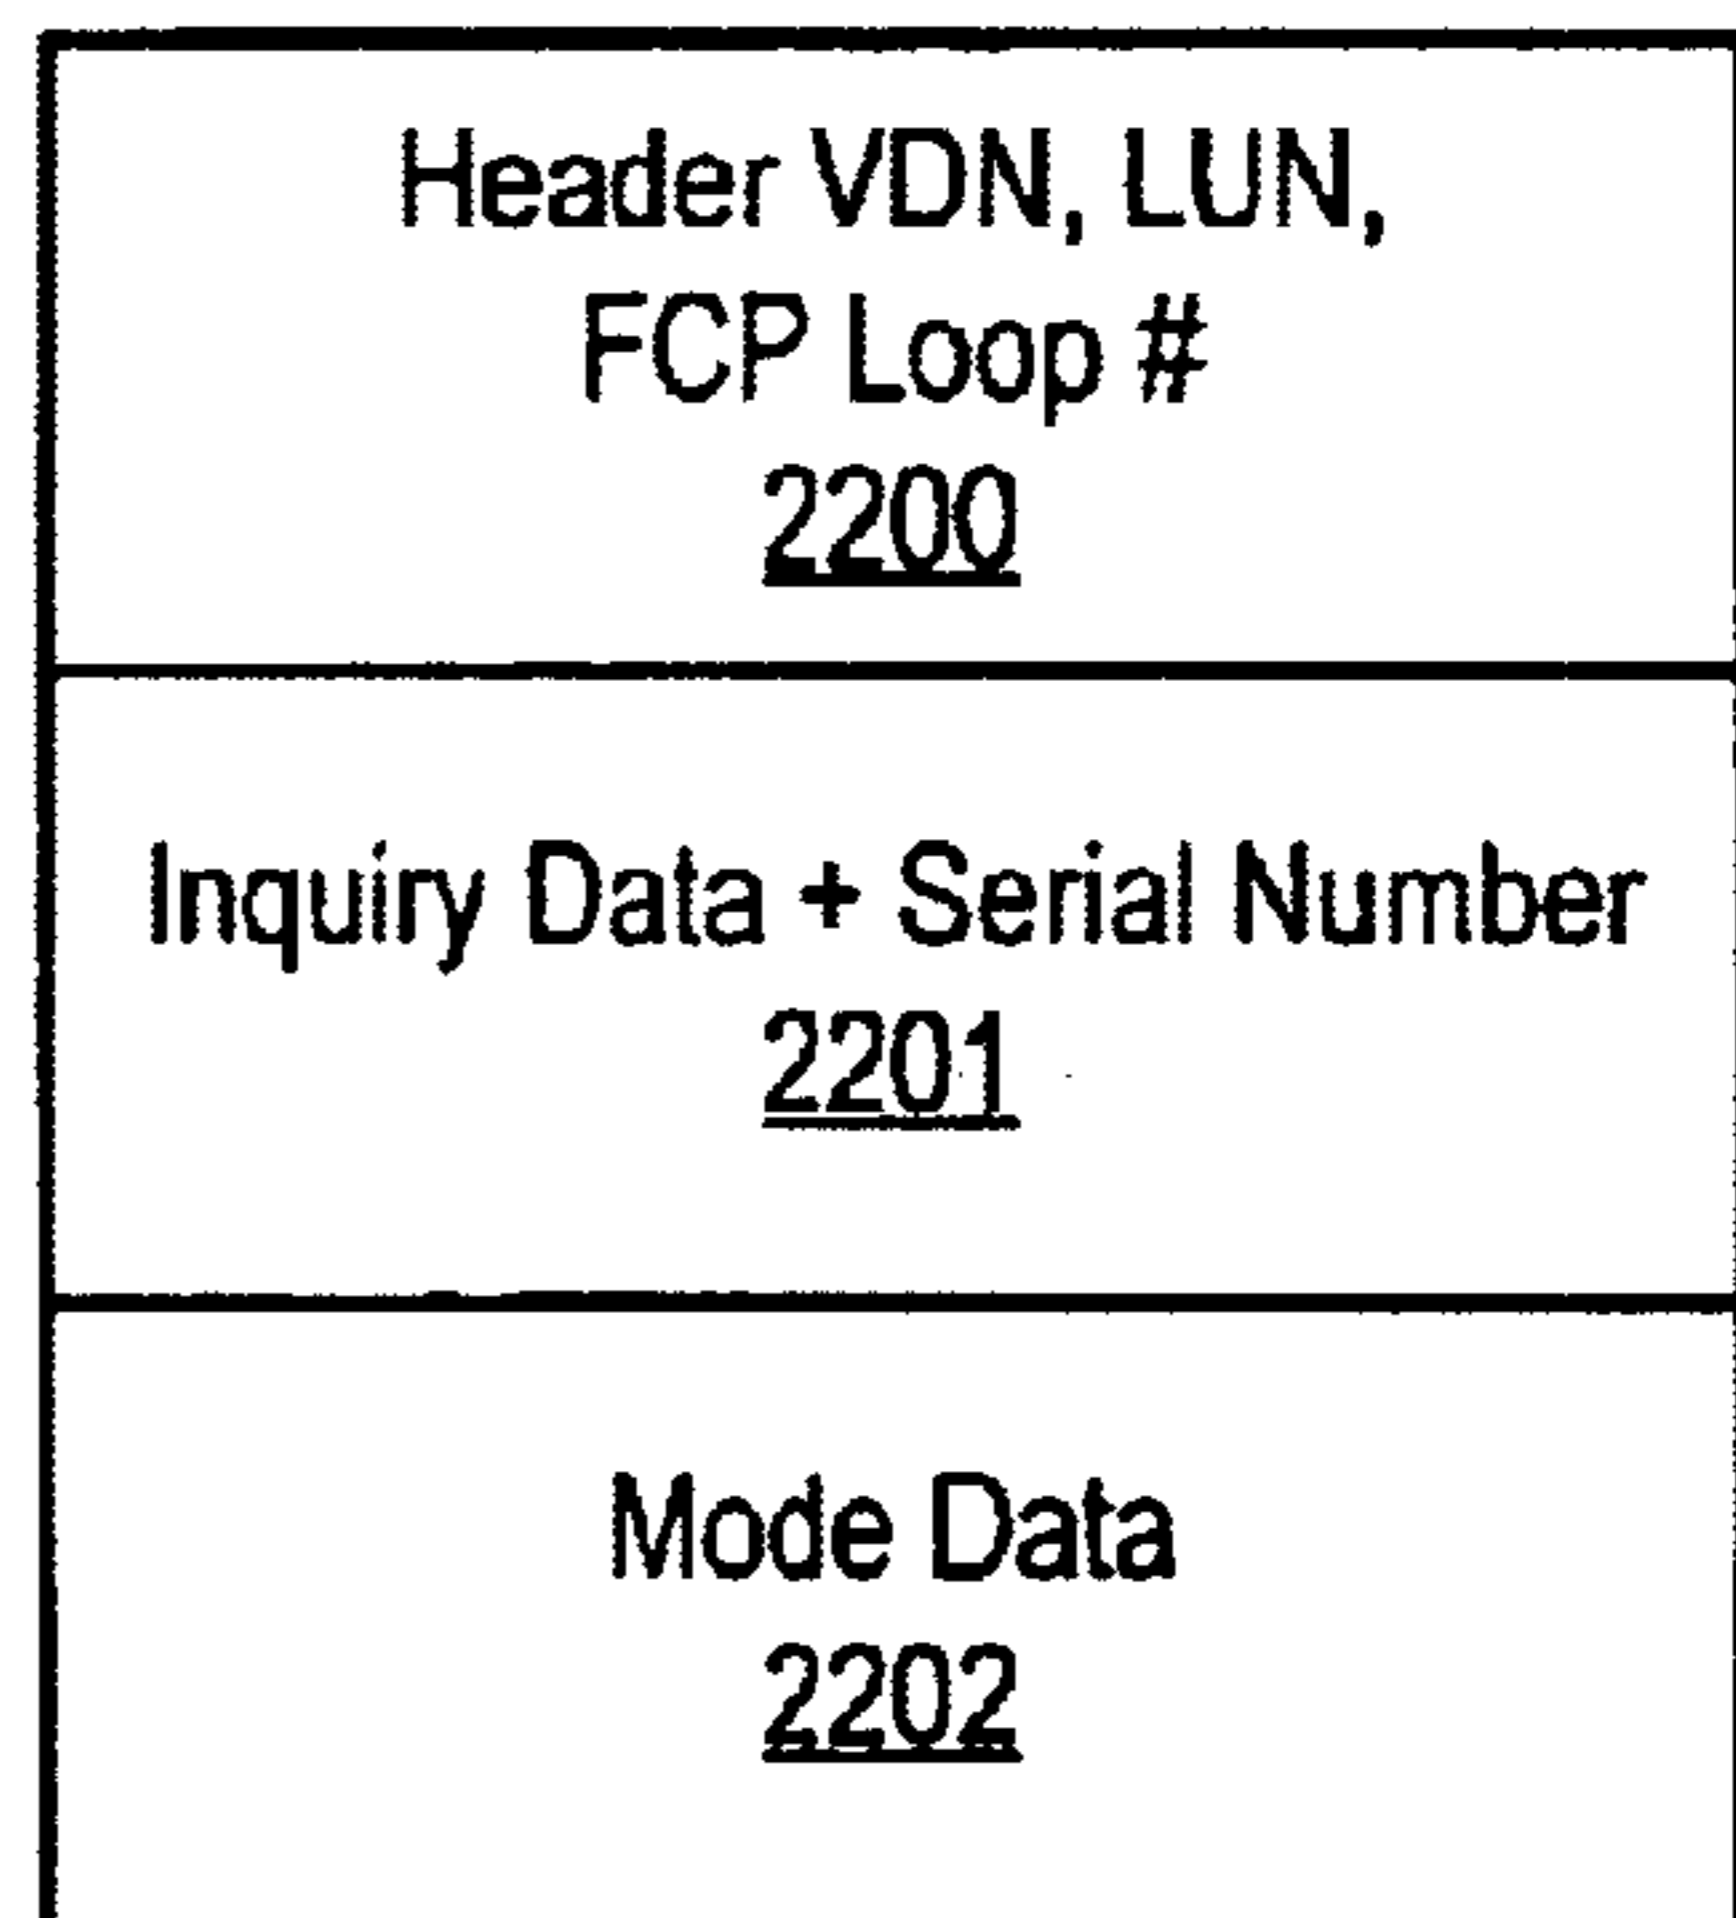 Header VDN, LUN,
FCP Loop #
2200
Inquiry Data + Serial Number
2201
Mode Data
2202